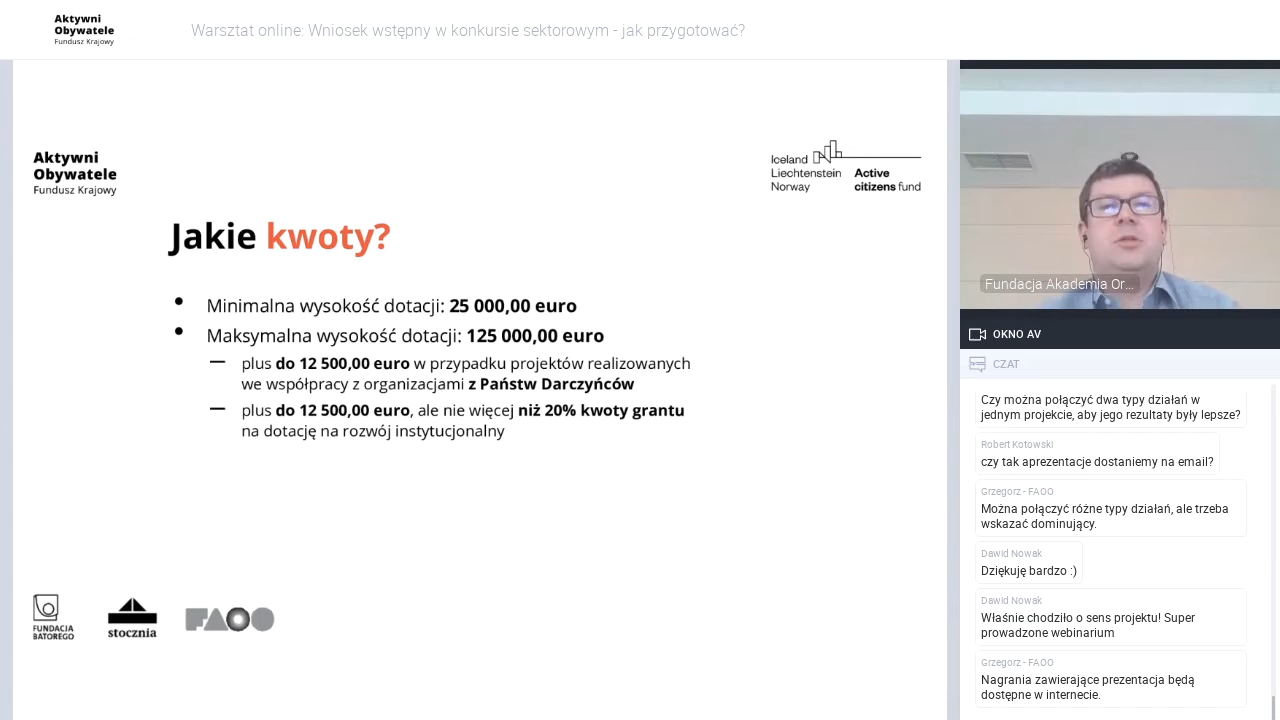 Aktywni
Obywatele
Fundusz Krajowy
Warsztat online: Wniosek wstępny w konkursie sektorowym - jak przygotować?
Aktywni
Obywatele
Fundusz Krajowy
Iceland
Liechtenstein
Norway
Active
citizens fund
Jakie kwoty?
• Minimalna wysokość dotacji: 25 000,00 euro
• Maksymalna wysokość dotacji: 125 000,00 euro
— plus do 12 500,00 euro w przypadku projektów realizowanych
we współpracy z organizacjami z Państw Darczyńców
— plus do 12 500,00 euro, ale nie więcej niż 20% kwoty grantu
na dotację na rozwój instytucjonalny
FUNDACJA
BATOREGO
stocznia
FAOO
Fundacja Akademia Or...
OKNO AV
CZAT
Czy można połączyć dwa typy działań w
jednym projekcie, aby jego rezultaty były lepsze?
Robert Kotowski
czy tak aprezentacje dostaniemy na email?
Grzegorz - FAOO
Można połączyć różne typy działań, ale trzeba
wskazać dominujący.
Dawid Nowak
Dziękuję bardzo :)
Dawid Nowak
Właśnie chodziło o sens projektu! Super
prowadzone webinarium
Grzegorz - FAOO
Nagrania zawierające prezentacja będą
dostępne w internecie.